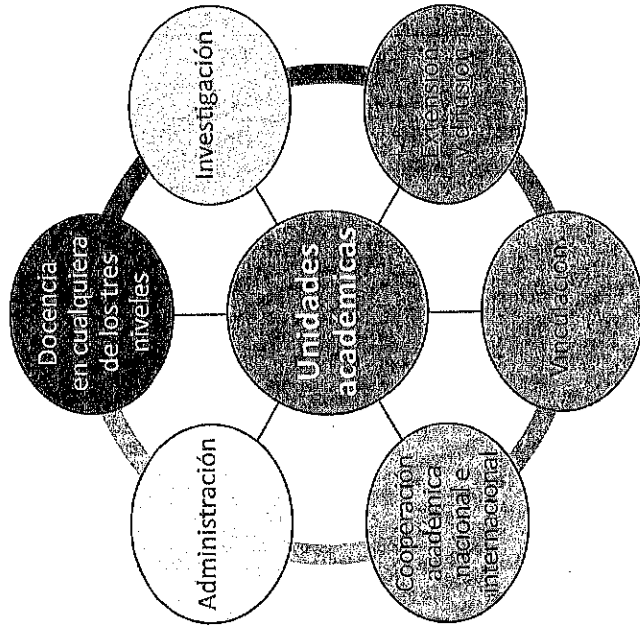 Unidades
académicas
Docencia
en cualquiera
de los tres
niveles
Investigación
Extensión
y difusión
Vinculación
Cooperación
académica
nacional e
internacional
Administración